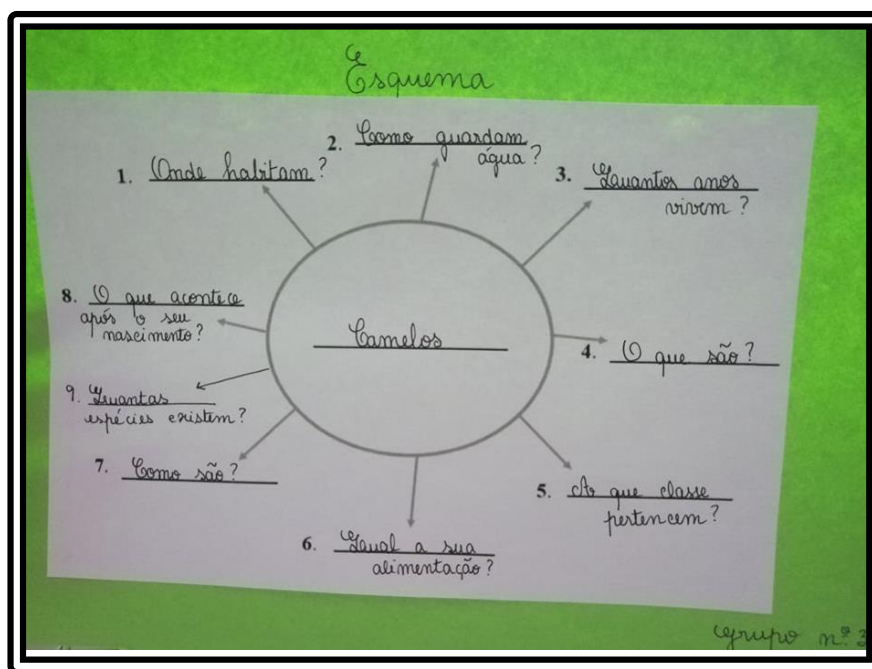 Esquema
1. Onde habitam?
2. Como guardam
água?
3. Quantos anos
vivem?
4. O que são?
5. A que classe
pertencem?
6. Qual a sua
alimentação?
7. Como são?
8. O que acontece
após o seu
nascimento?
9. Quantas
espécies existem?
Camelos
Grupo n.º 3